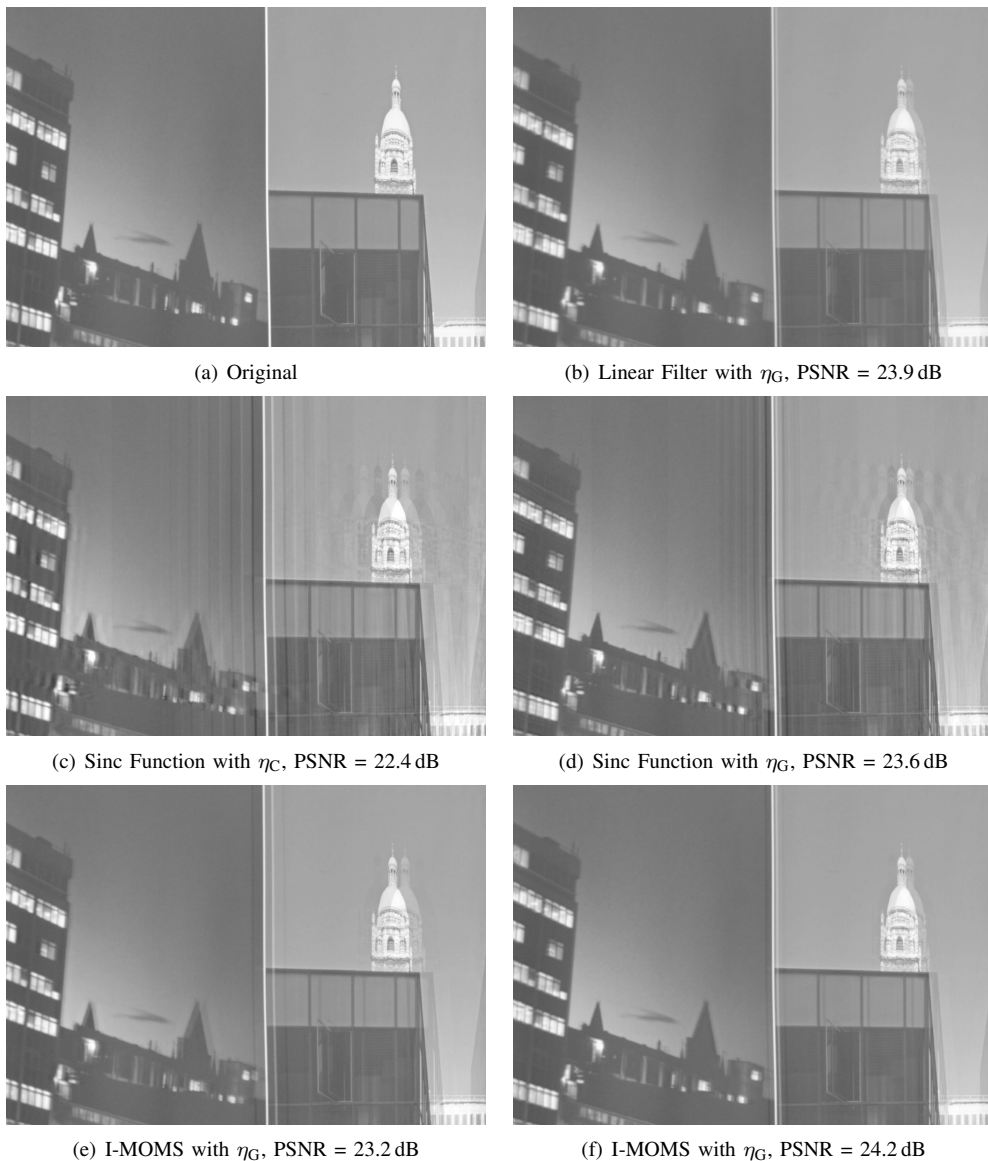 (a) Original
(b) Linear Filter with ηG, PSNR = 23.9 dB
(c) Sinc Function with ηC, PSNR = 22.4 dB
(d) Sinc Function with ηG, PSNR = 23.6 dB
(e) I-MOMS with ηG, PSNR = 23.2 dB
(f) I-MOMS with ηG, PSNR = 24.2 dB